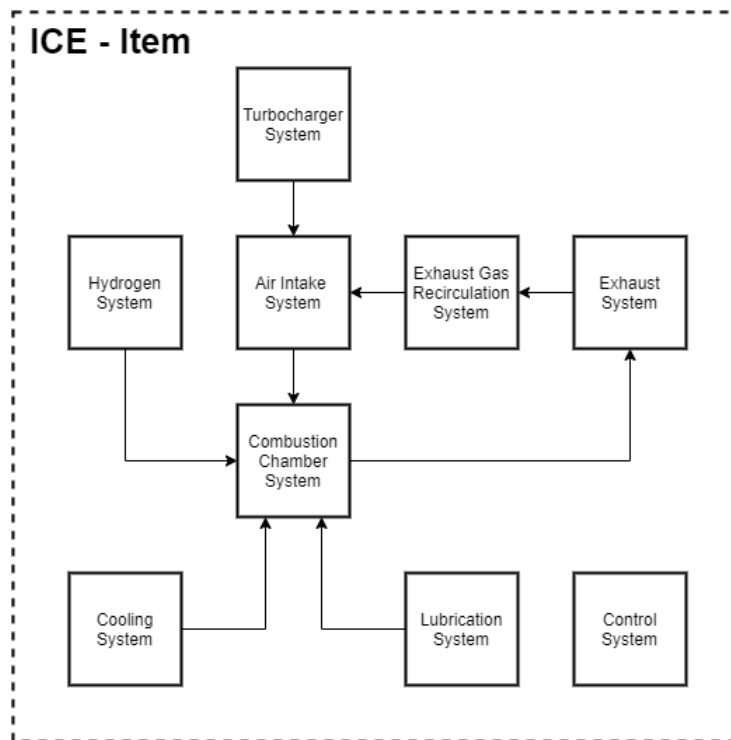 ICE - Item
Turbocharger
System
Hydrogen
System
Air Intake
System
Exhaust Gas
Recirculation
System
Exhaust
System
Combustion
Chamber
System
Cooling
System
Lubrication
System
Control
System